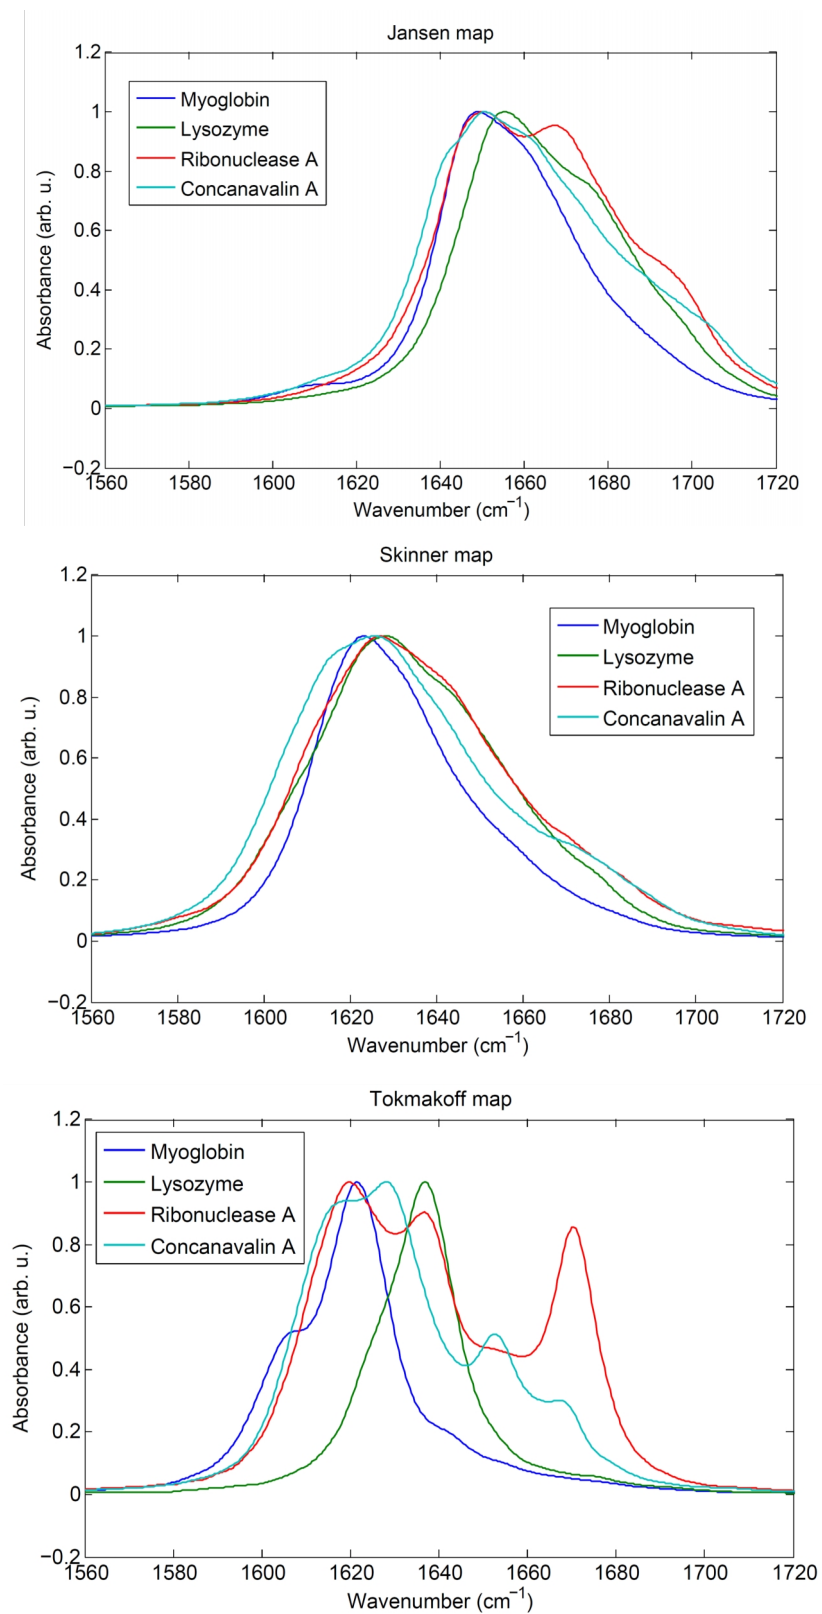 Jansen map
1.2
1
0.8
0.6
0.4
0.2
0
−0.2
Absorbance (arb. u.)
Myoglobin
Lysozyme
Ribonuclease A
Concanavalin A
1560 1580 1600 1620 1640 1660 1680 1700 1720
Wavenumber (cm−1)
Skinner map
1.2
1
0.8
0.6
0.4
0.2
0
−0.2
Absorbance (arb. u.)
Myoglobin
Lysozyme
Ribonuclease A
Concanavalin A
1560 1580 1600 1620 1640 1660 1680 1700 1720
Wavenumber (cm−1)
Tokmakoff map
1.2
1
0.8
0.6
0.4
0.2
0
−0.2
Absorbance (arb. u.)
Myoglobin
Lysozyme
Ribonuclease A
Concanavalin A
1560 1580 1600 1620 1640 1660 1680 1700 1720
Wavenumber (cm−1)